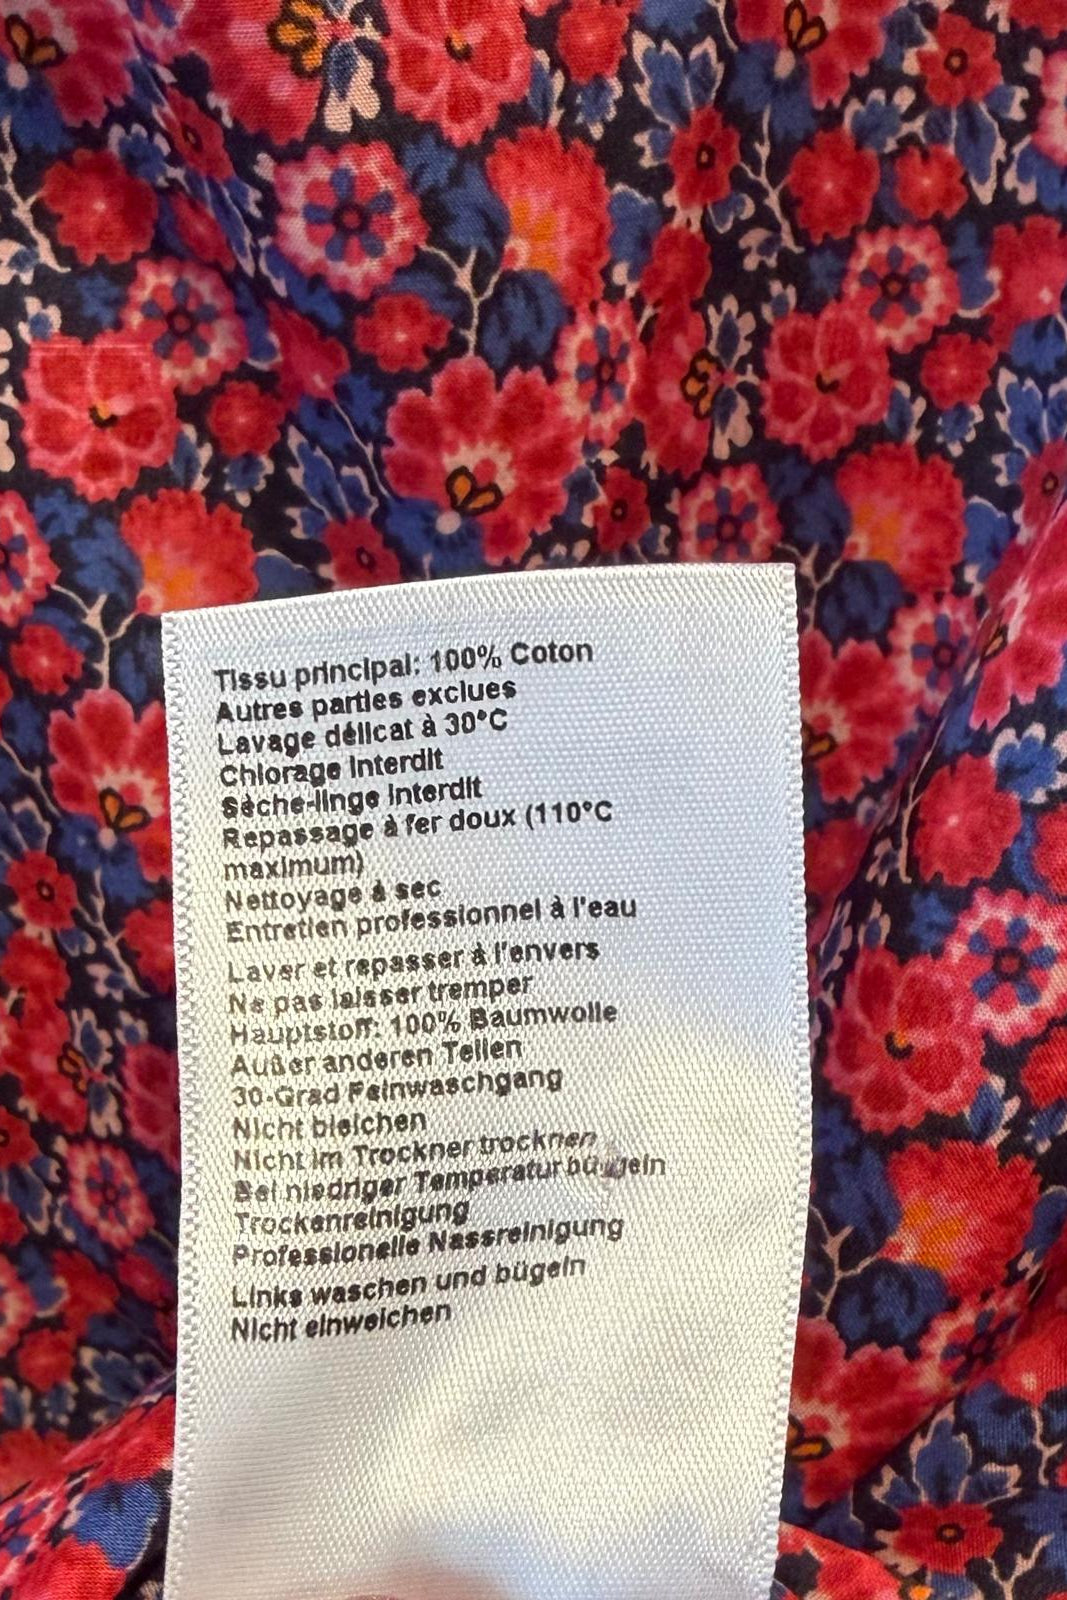 Tissu principal: 100% Coton
Autres parties exclues
Lavage délicat à 30°C
Chlorage interdit
Sèche-linge interdit
Repassage à fer doux (110°C
maximum)
Nettoyage à sec
Entretien professionnel à l'eau
Laver et repasser à l'envers
Ne pas laisser tremper
Hauptstoff: 100% Baumwolle
Außer anderen Teilen
30-Grad Feinwaschgang
Nicht bleichen
Nicht im Trockner trocknen
Bei niedriger Temperatur bügeln
Trockenreinigung
Professionelle Nassreinigung
Links waschen und bügeln
Nicht einweichen